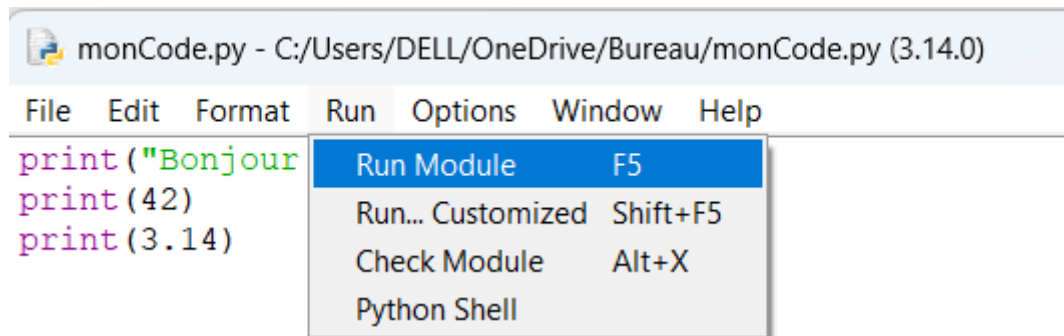 monCode.py - C:/Users/DELL/OneDrive/Bureau/monCode.py (3.14.0)
File Edit Format Run Options Window Help
print("Bonjour
print(42)
print(3.14)
Run Module F5
Run... Customized Shift+F5
Check Module Alt+X
Python Shell